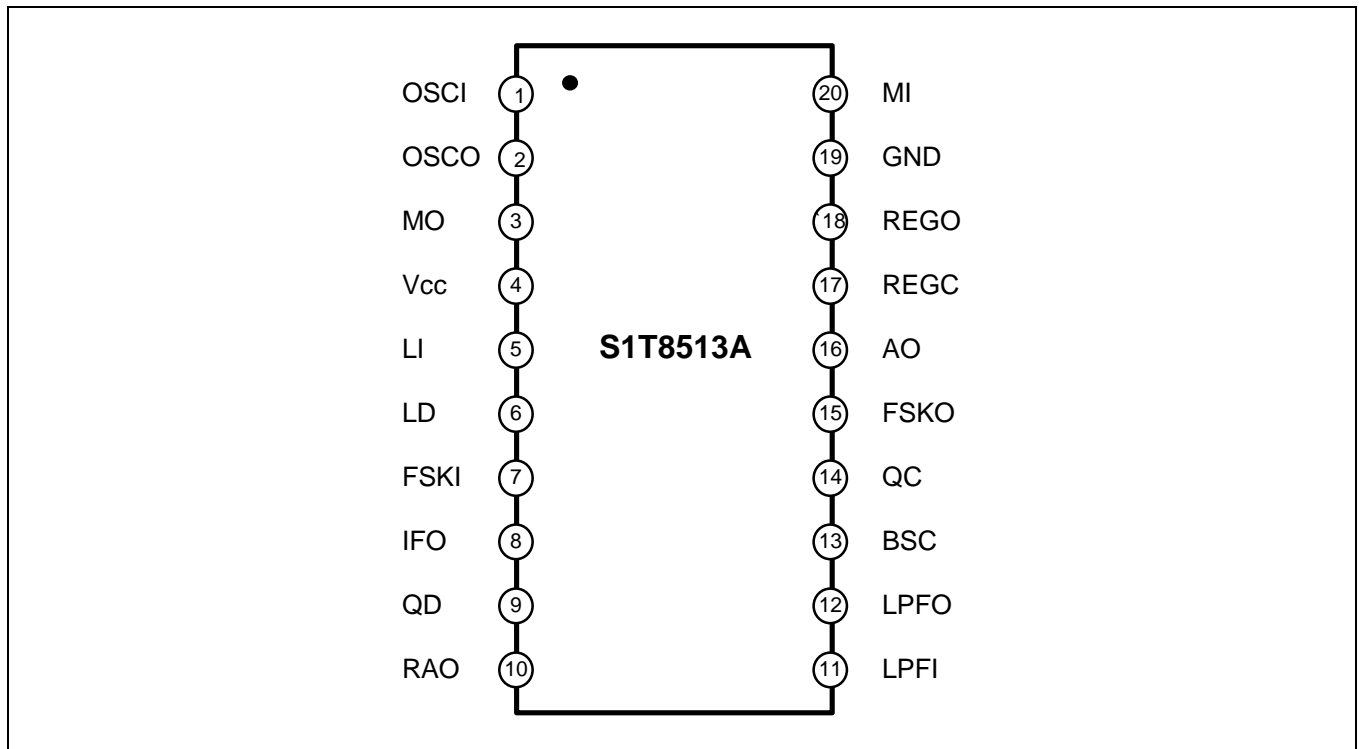 OSCI 1 20 MI
OSCO 2 19 GND
MO 3 18 REGO
Vcc 4 17 REGC
LI 5 S1T8513A 16 AO
LD 6 15 FSKO
FSKI 7 14 QC
IFO 8 13 BSC
QD 9 12 LPFO
RAO 10 11 LPFI